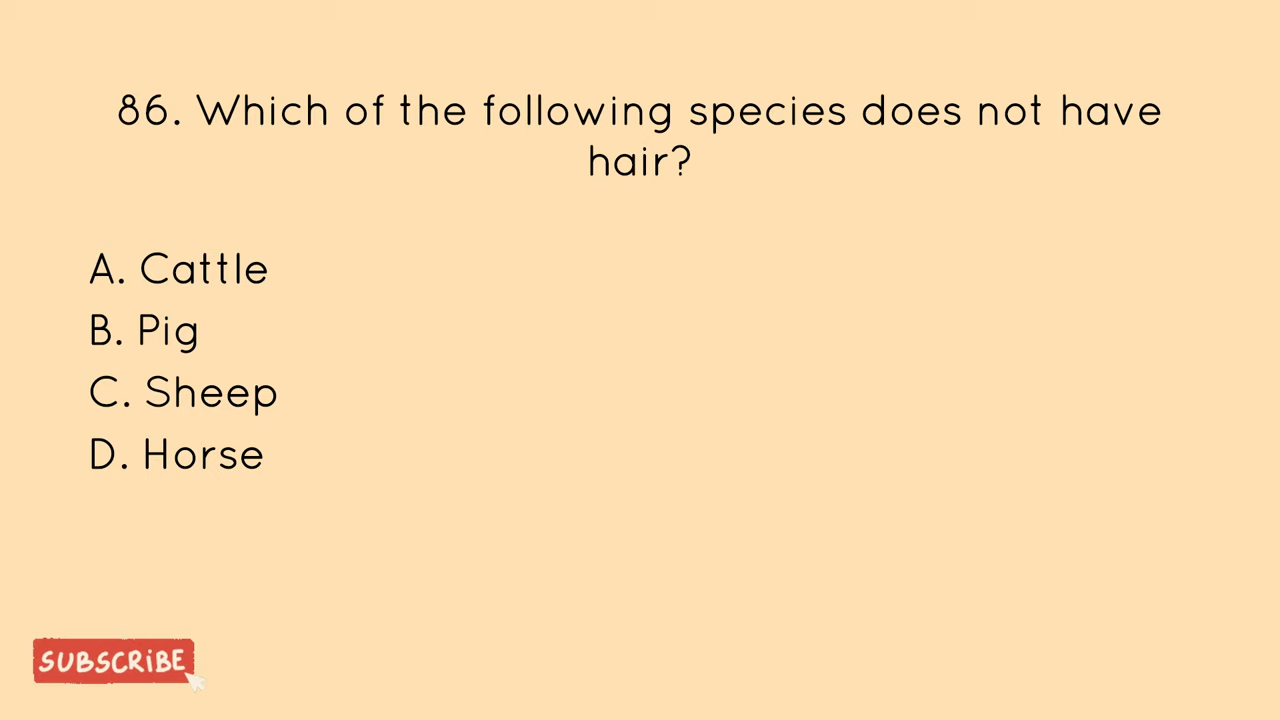 86. Which of the following species does not have
hair?
A. Cattle
B. Pig
C. Sheep
D. Horse
SUBSCRiBE